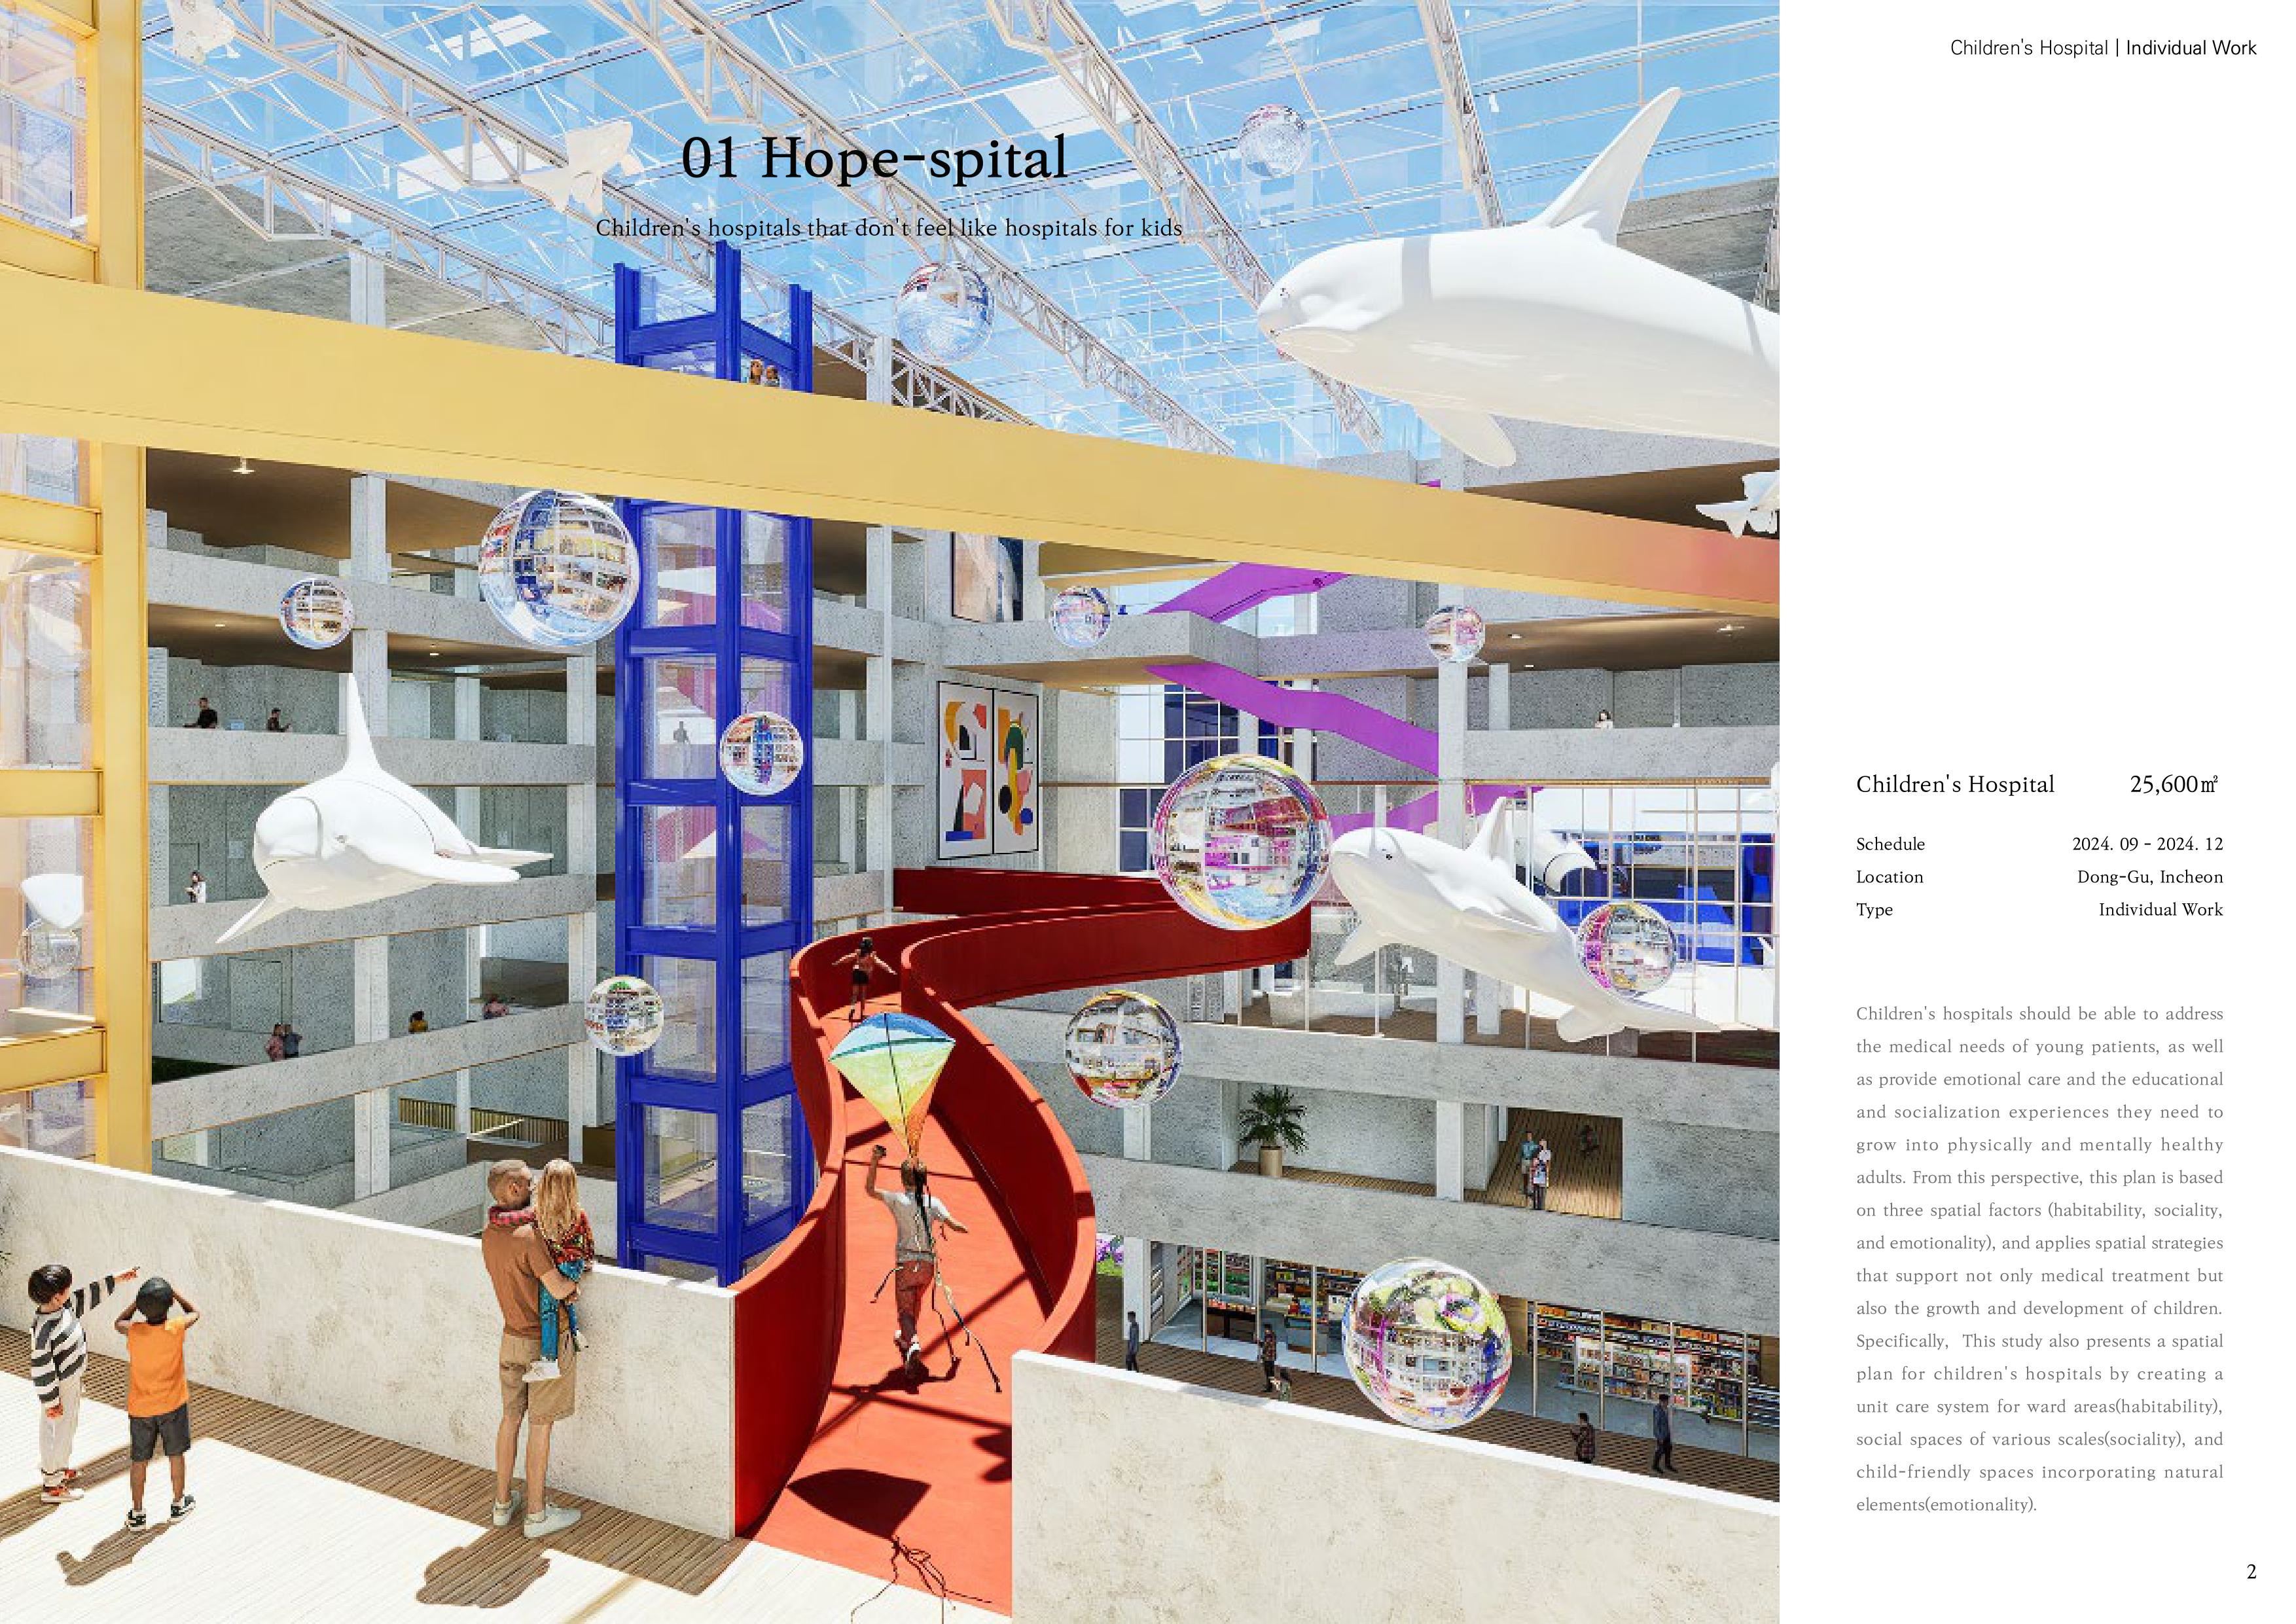 Children's Hospital | Individual Work
01 Hope-spital
Children's hospitals that don't feel like hospitals for kids
Children's Hospital 25,600㎡
Schedule 2024. 09 - 2024. 12
Location Dong-Gu, Incheon
Type Individual Work
Children's hospitals should be able to address
the medical needs of young patients, as well
as provide emotional care and the educational
and socialization experiences they need to
grow into physically and mentally healthy
adults. From this perspective, this plan is based
on three spatial factors (habitability, sociality,
and emotionality), and applies spatial strategies
that support not only medical treatment but
also the growth and development of children.
Specifically,  This study also presents a spatial
plan for children's hospitals by creating a
unit care system for ward areas(habitability),
social spaces of various scales(sociality), and
child-friendly spaces incorporating natural
elements(emotionality).
2